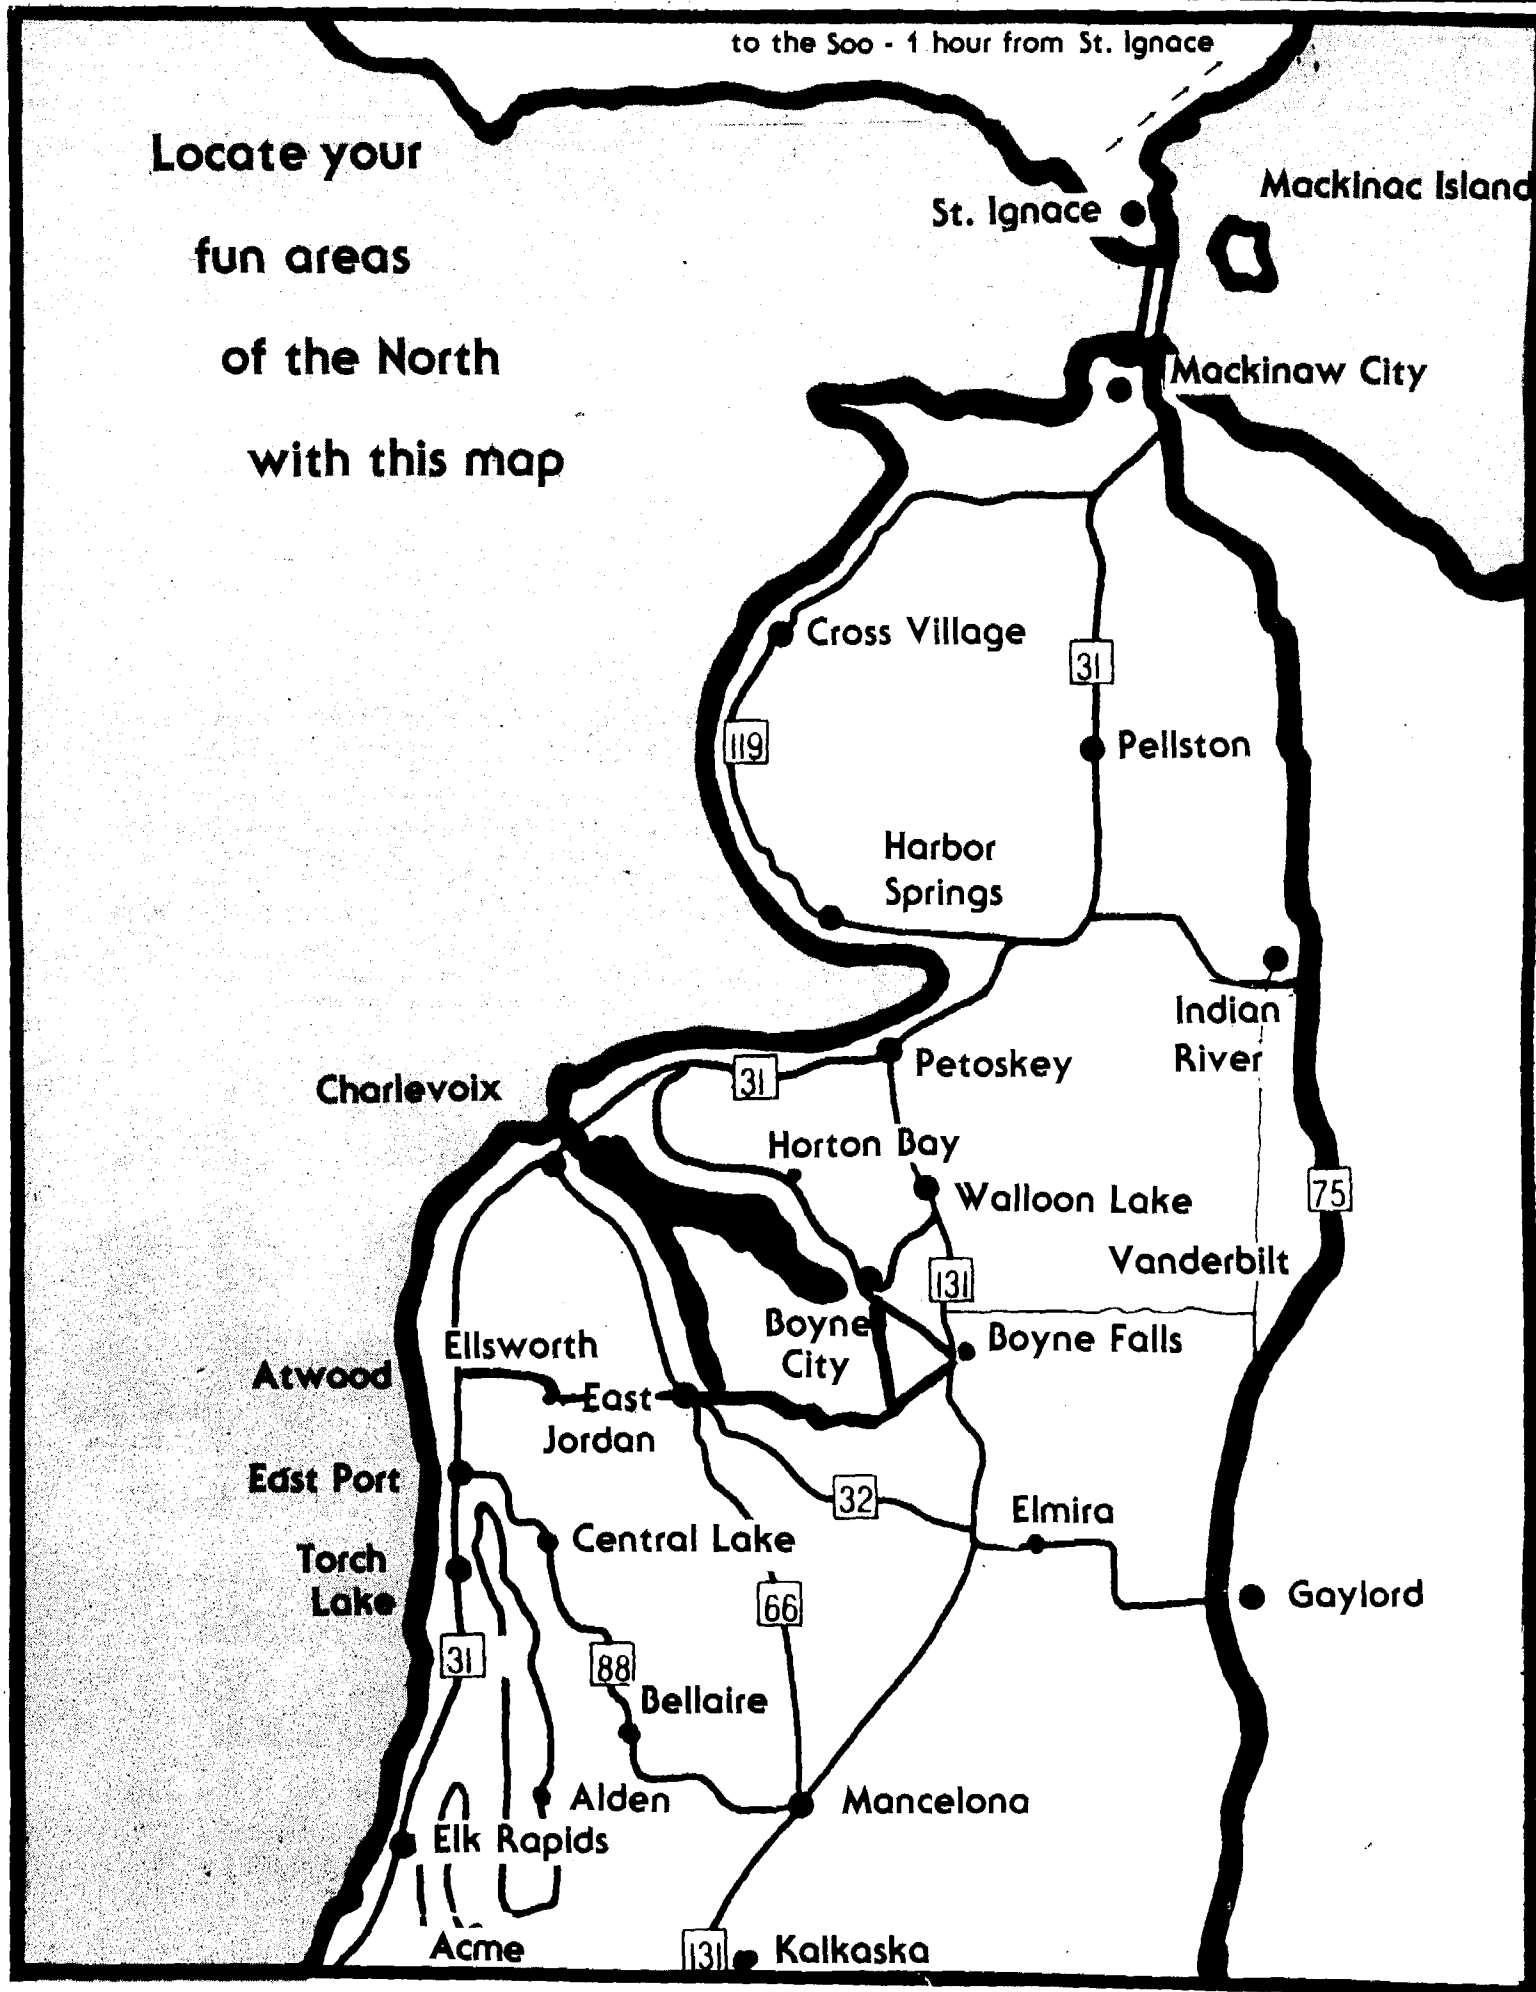 to the Soo - 1 hour from St. Ignace
Locate your
fun areas
of the North
with this map
Mackinac Island
St. Ignace
Mackinaw City
Cross Village
31
119
Pellston
Harbor
Springs
Indian
River
Petoskey
31
Charlevoix
Horton Bay
Walloon Lake
75
Vanderbilt
131
Boyne
City
Boyne Falls
Ellsworth
Atwood
East
Jordan
East Port
32
Elmira
Central Lake
Torch
Lake
66
Gaylord
31
88
Bellaire
Alden
Mancelona
Elk Rapids
Acme
131
Kalkaska